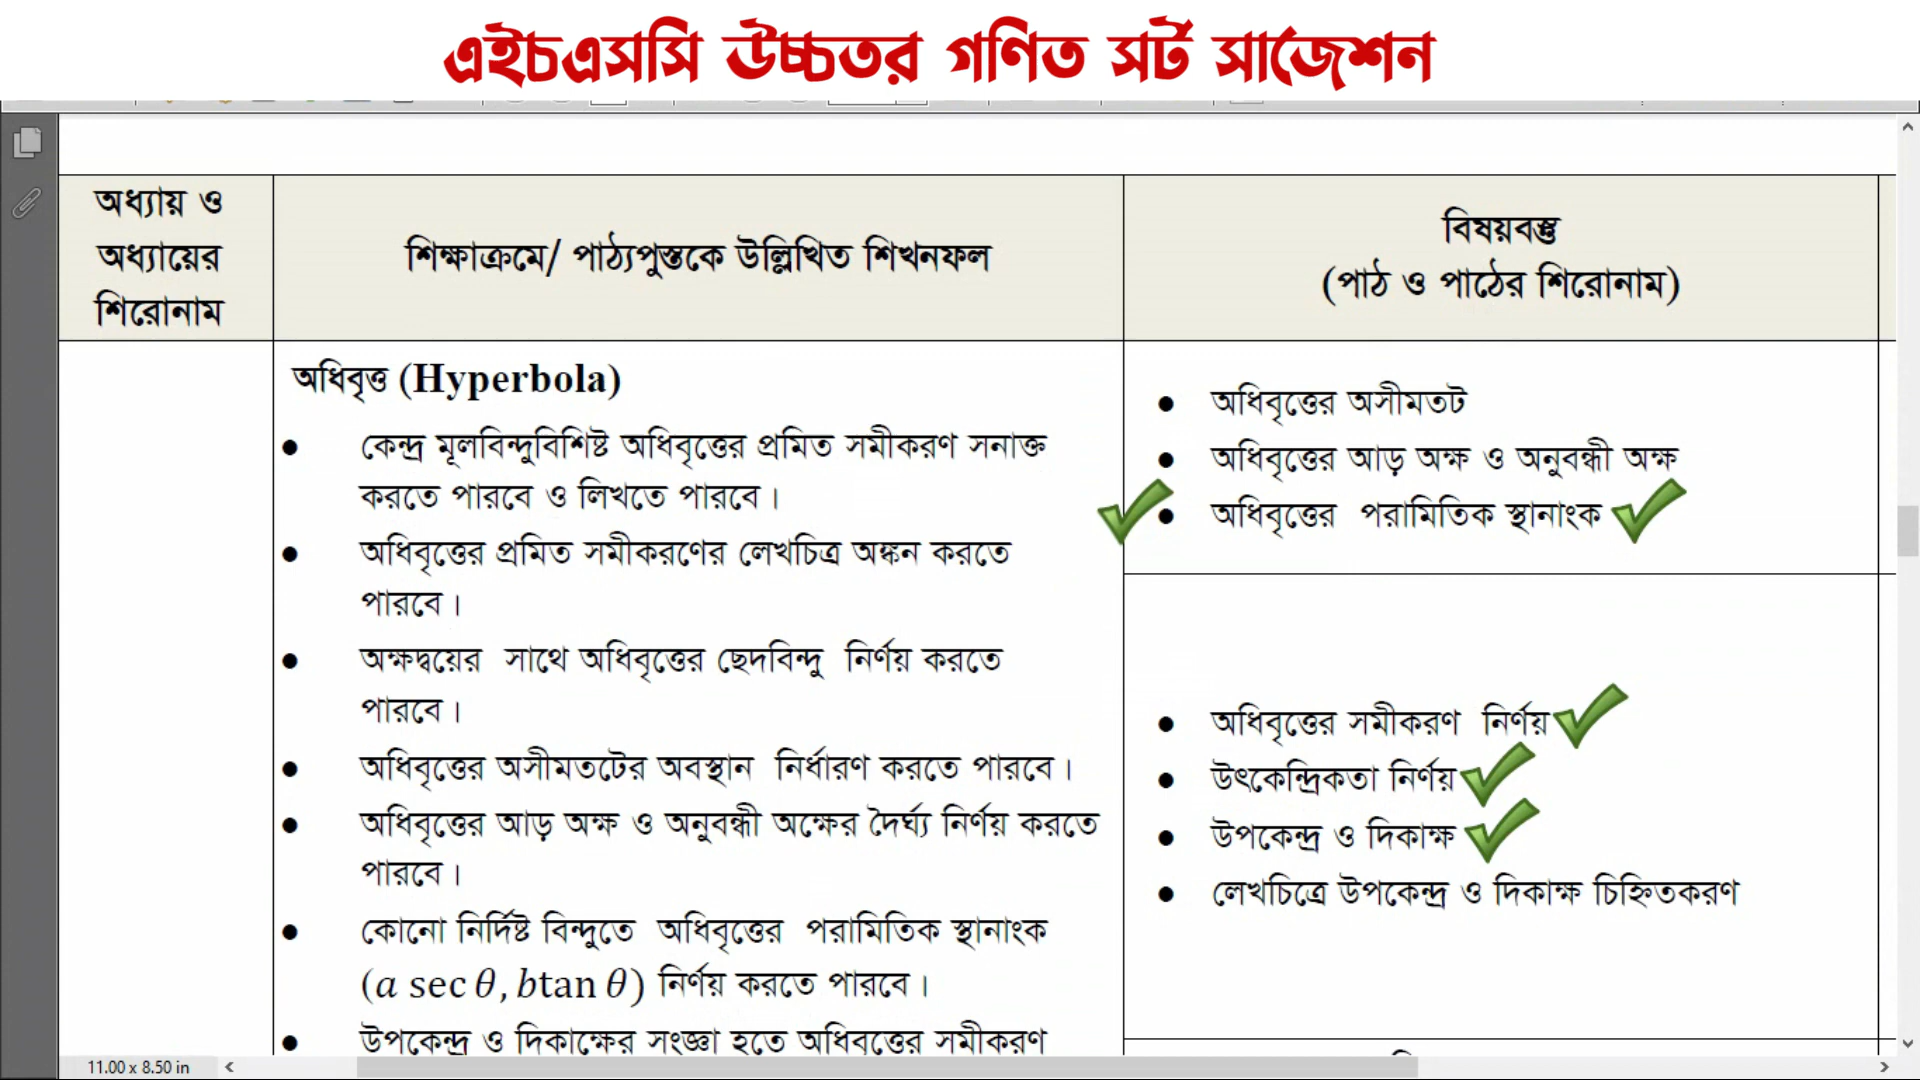 এইচএসসি উচ্চতর গণিত সর্ট সাজেশন
অধ্যায় ও
অধ্যায়ের
শিরোনাম
শিক্ষাক্রমে/ পাঠ্যপুস্তকে উল্লিখিত শিখনফল
বিষয়বস্তু
(পাঠ ও পাঠের শিরোনাম)
অধিবৃত্ত (Hyperbola)
● কেন্দ্র মূলবিন্দুবিশিষ্ট অধিবৃত্তের প্রমিত সমীকরণ সনাক্ত
করতে পারবে ও লিখতে পারবে।
● অধিবৃত্তের প্রমিত সমীকরণের লেখচিত্র অঙ্কন করতে
পারবে।
● অক্ষদ্বয়ের সাথে অধিবৃত্তের ছেদবিন্দু নির্ণয় করতে
পারবে।
● অধিবৃত্তের অসীমতটের অবস্থান নির্ধারণ করতে পারবে।
● অধিবৃত্তের আড় অক্ষ ও অনুবন্ধী অক্ষের দৈর্ঘ্য নির্ণয় করতে
পারবে।
● কোনো নির্দিষ্ট বিন্দুতে অধিবৃত্তের পরামিতিক স্থানাংক
(a sec θ, btan θ) নির্ণয় করতে পারবে।
● উপকেন্দ্র ও দিকাক্ষের সংজ্ঞা হতে অধিবৃত্তের সমীকরণ
● অধিবৃত্তের অসীমতট
● অধিবৃত্তের আড় অক্ষ ও অনুবন্ধী অক্ষ
● অধিবৃত্তের পরামিতিক স্থানাংক
● অধিবৃত্তের সমীকরণ নির্ণয়
● উৎকেন্দ্রিকতা নির্ণয়
● উপকেন্দ্র ও দিকাক্ষ
● লেখচিত্রে উপকেন্দ্র ও দিকাক্ষ চিহ্নিতকরণ
11.00 x 8.50 in